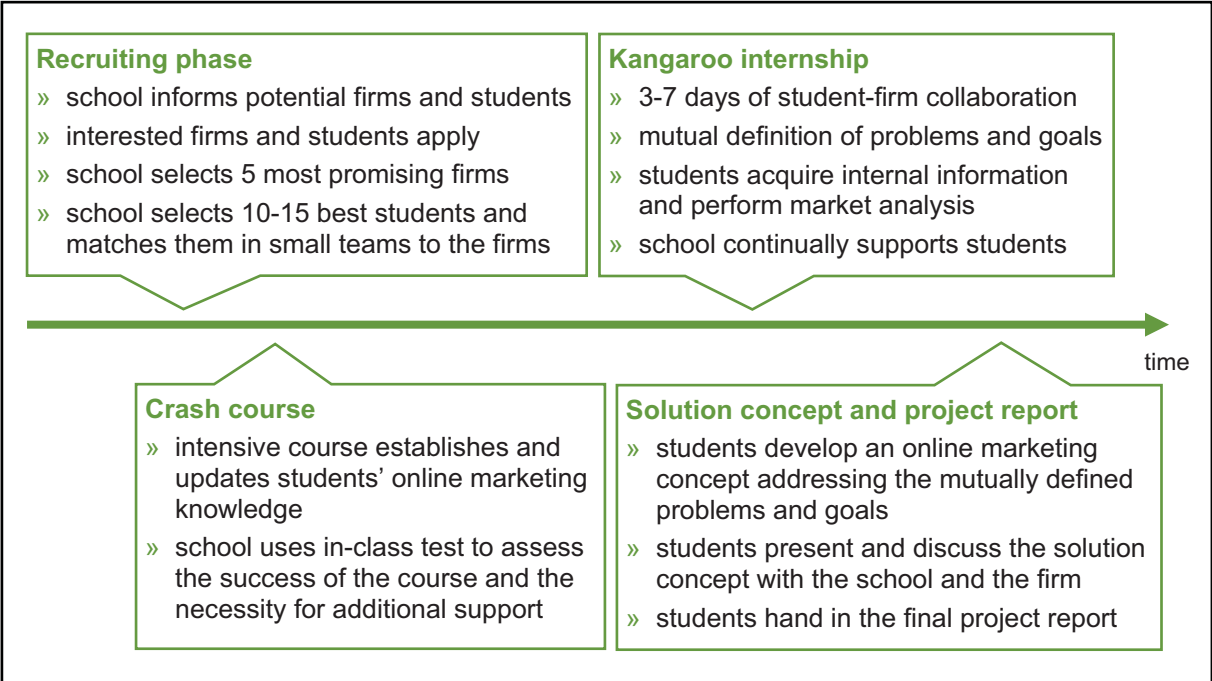 Recruiting phase
» school informs potential firms and students
» interested firms and students apply
» school selects 5 most promising firms
» school selects 10-15 best students and
matches them in small teams to the firms
Kangaroo internship
» 3-7 days of student-firm collaboration
» mutual definition of problems and goals
» students acquire internal information
and perform market analysis
» school continually supports students
time
Crash course
» intensive course establishes and
updates students’ online marketing
knowledge
» school uses in-class test to assess
the success of the course and the
necessity for additional support
Solution concept and project report
» students develop an online marketing
concept addressing the mutually defined
problems and goals
» students present and discuss the solution
concept with the school and the firm
» students hand in the final project report